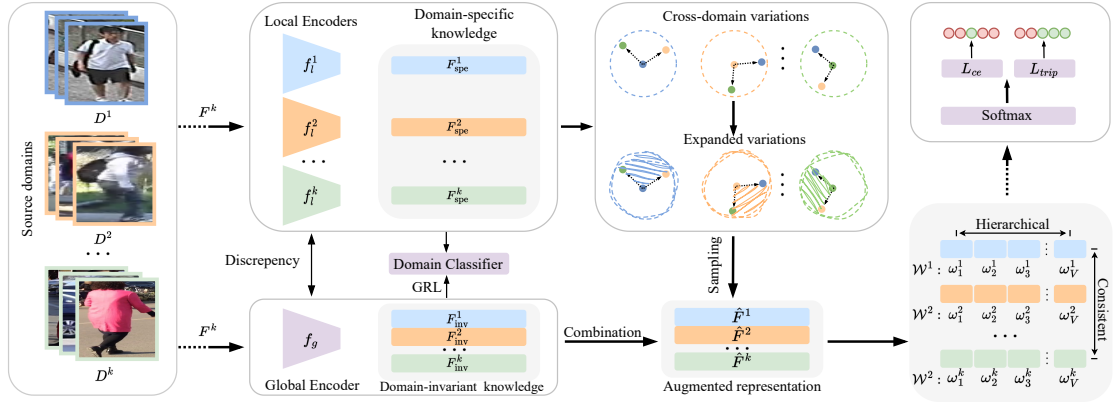 Source domains
D^1
D^2
...
D^k
F^k
F^k
Local Encoders
f_l^1
f_l^2
...
f_l^k
Domain-specific
knowledge
F_spe^1
F_spe^2
...
F_spe^k
Discrepency
Domain Classifier
GRL
f_g
Global Encoder
F_inv^1
F_inv^2
...
F_inv^k
Domain-invariant knowledge
Cross-domain variations
Expanded variations
Sampling
Combination
F̂^1
F̂^2
...
F̂^k
Augmented representation
L_ce
L_trip
Softmax
Hierarchical
Consistent
𝒲^1 : ω_1^1 ω_2^1 ω_3^1 ω_V^1
𝒲^2 : ω_1^2 ω_2^2 ω_3^2 ω_V^2
...
𝒲^2 : ω_1^k ω_2^k ω_3^k ω_V^k